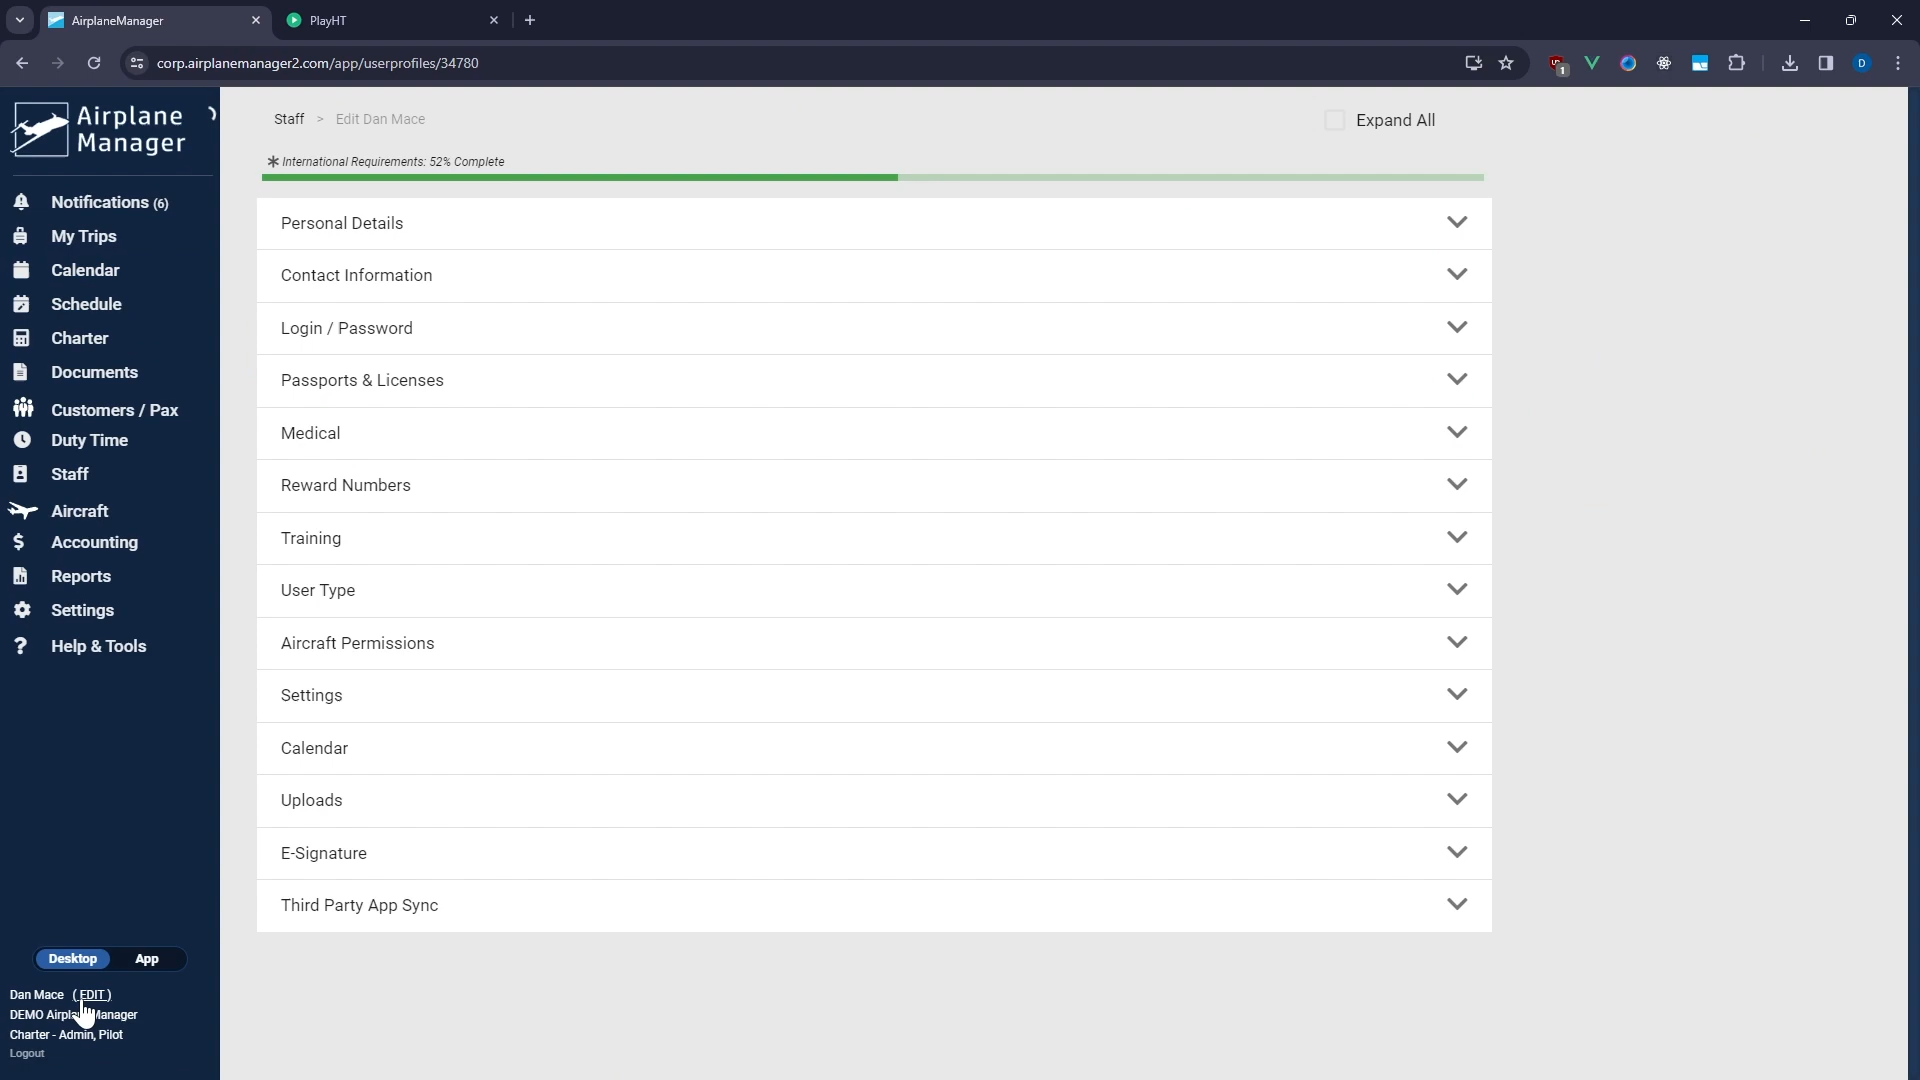 AirplaneManager
PlayHT
corp.airplanemanager2.com/app/userprofiles/34780
1
D
Airplane
Manager
Notifications (6)
My Trips
Calendar
Schedule
Charter
Documents
Customers / Pax
Duty Time
Staff
Aircraft
Accounting
Reports
Settings
Help & Tools
Desktop App
Dan Mace (EDIT)
DEMO Manager
Charter - Admin, Pilot
Logout
Staff > Edit Dan Mace
Expand All
* International Requirements: 52% Complete
Personal Details
Contact Information
Login / Password
Passports & Licenses
Medical
Reward Numbers
Training
User Type
Aircraft Permissions
Settings
Calendar
Uploads
E-Signature
Third Party App Sync